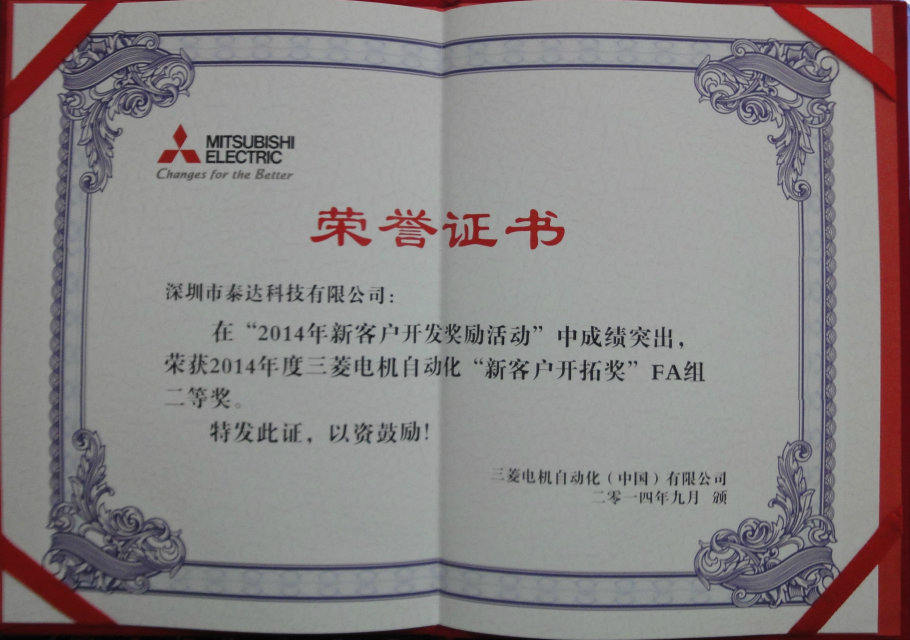 MITSUBISHI
ELECTRIC
Changes for the Better
荣誉证书
深圳市泰达科技有限公司：
在“2014年新客户开发奖励活动”中成绩突出，
荣获2014年度三菱电机自动化“新客户开拓奖”FA组
二等奖。
特发此证，以资鼓励！
三菱电机自动化（中国）有限公司
二零一四年九月 颁